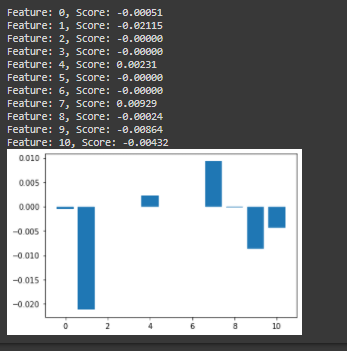 Feature: 0, Score: -0.00051
Feature: 1, Score: -0.02115
Feature: 2, Score: -0.00000
Feature: 3, Score: -0.00000
Feature: 4, Score: 0.00231
Feature: 5, Score: -0.00000
Feature: 6, Score: -0.00000
Feature: 7, Score: 0.00929
Feature: 8, Score: -0.00024
Feature: 9, Score: -0.00864
Feature: 10, Score: -0.00432
0.010
0.005
0.000
−0.005
−0.010
−0.015
−0.020
0 2 4 6 8 10